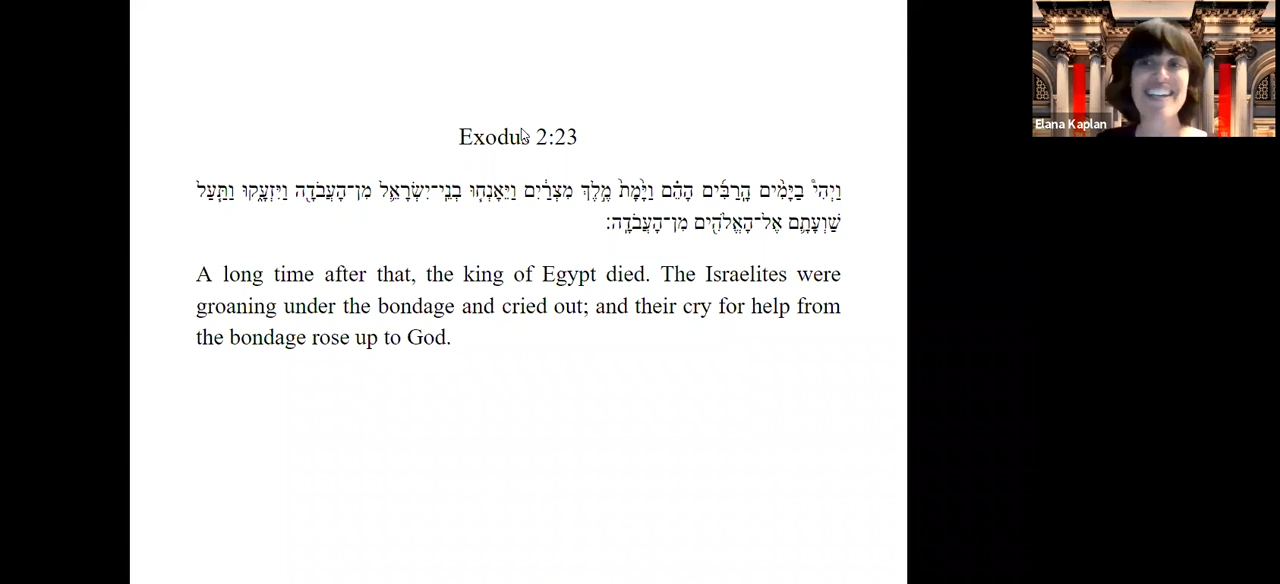 Exodus 2:23
וַיְהִי֩ בַיָּמִ֨ים הָֽרַבִּ֜ים הָהֵ֗ם וַיָּ֙מָת֙ מֶ֣לֶךְ מִצְרַ֔יִם וַיֵּאָנְח֧וּ בְנֵֽי־יִשְׂרָאֵ֛ל מִן־הָעֲבֹדָ֖ה וַיִּזְעָ֑קוּ וַתַּ֧עַל
שַׁוְעָתָ֛ם אֶל־הָאֱלֹהִ֖ים מִן־הָעֲבֹדָֽה׃
A long time after that, the king of Egypt died. The Israelites were
groaning under the bondage and cried out; and their cry for help from
the bondage rose up to God.
Elana Kaplan